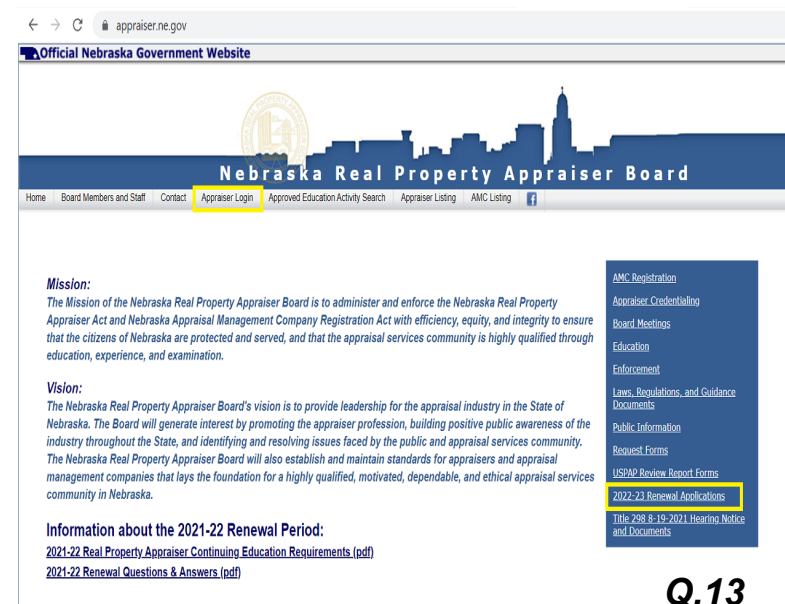 appraiser.ne.gov
Official Nebraska Government Website
Nebraska Real Property Appraiser Board
Home Board Members and Staff Contact Appraiser Login Approved Education Activity Search Appraiser Listing AMC Listing f
Mission:
The Mission of the Nebraska Real Property Appraiser Board is to administer and enforce the Nebraska Real Property
Appraiser Act and Nebraska Appraisal Management Company Registration Act with efficiency, equity, and integrity to ensure
that the citizens of Nebraska are protected and served, and that the appraisal services community is highly qualified through
education, experience, and examination.
Vision:
The Nebraska Real Property Appraiser Board's vision is to provide leadership for the appraisal industry in the State of
Nebraska. The Board will generate interest by promoting the appraiser profession, building positive public awareness of the
industry throughout the State, and identifying and resolving issues faced by the public and appraisal services community.
The Nebraska Real Property Appraiser Board will also establish and maintain standards for appraisers and appraisal
management companies that lays the foundation for a highly qualified, motivated, dependable, and ethical appraisal services
community in Nebraska.
Information about the 2021-22 Renewal Period:
2021-22 Real Property Appraiser Continuing Education Requirements (pdf)
2021-22 Renewal Questions & Answers (pdf)
AMC Registration
Appraiser Credentialing
Board Meetings
Education
Enforcement
Laws, Regulations, and Guidance
Documents
Public Information
Request Forms
USPAP Review Report Forms
2022-23 Renewal Applications
Title 298 8-19-2021 Hearing Notice
and Documents
Q.13